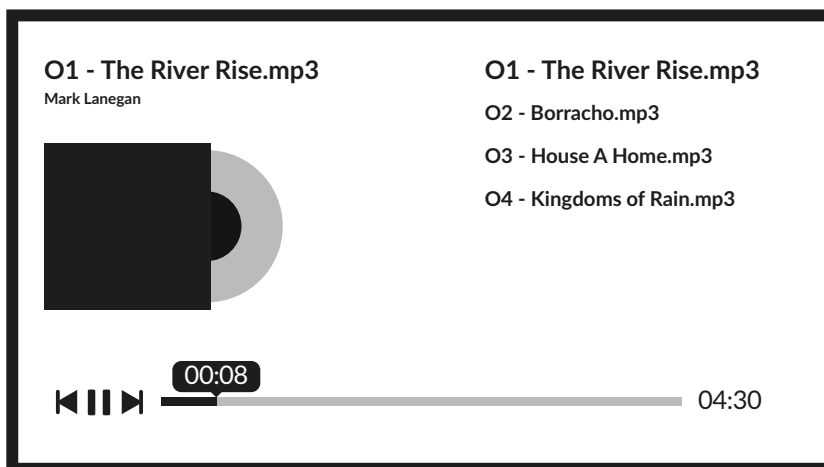 O1 - The River Rise.mp3
Mark Lanegan
O1 - The River Rise.mp3
O2 - Borracho.mp3
O3 - House A Home.mp3
O4 - Kingdoms of Rain.mp3
00:08
04:30